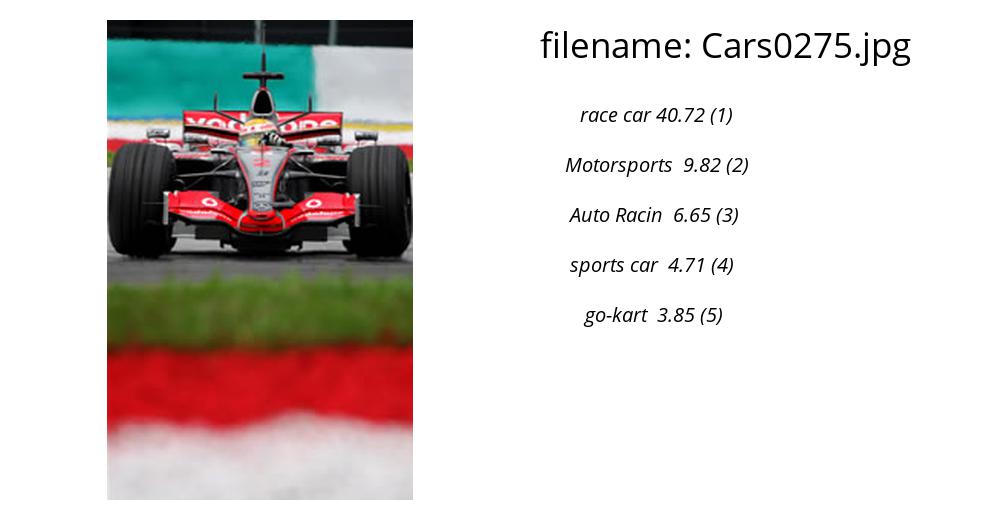 filename: Cars0275.jpg
race car 40.72 (1)
Motorsports 9.82 (2)
Auto Racin 6.65 (3)
sports car 4.71 (4)
go-kart 3.85 (5)
2